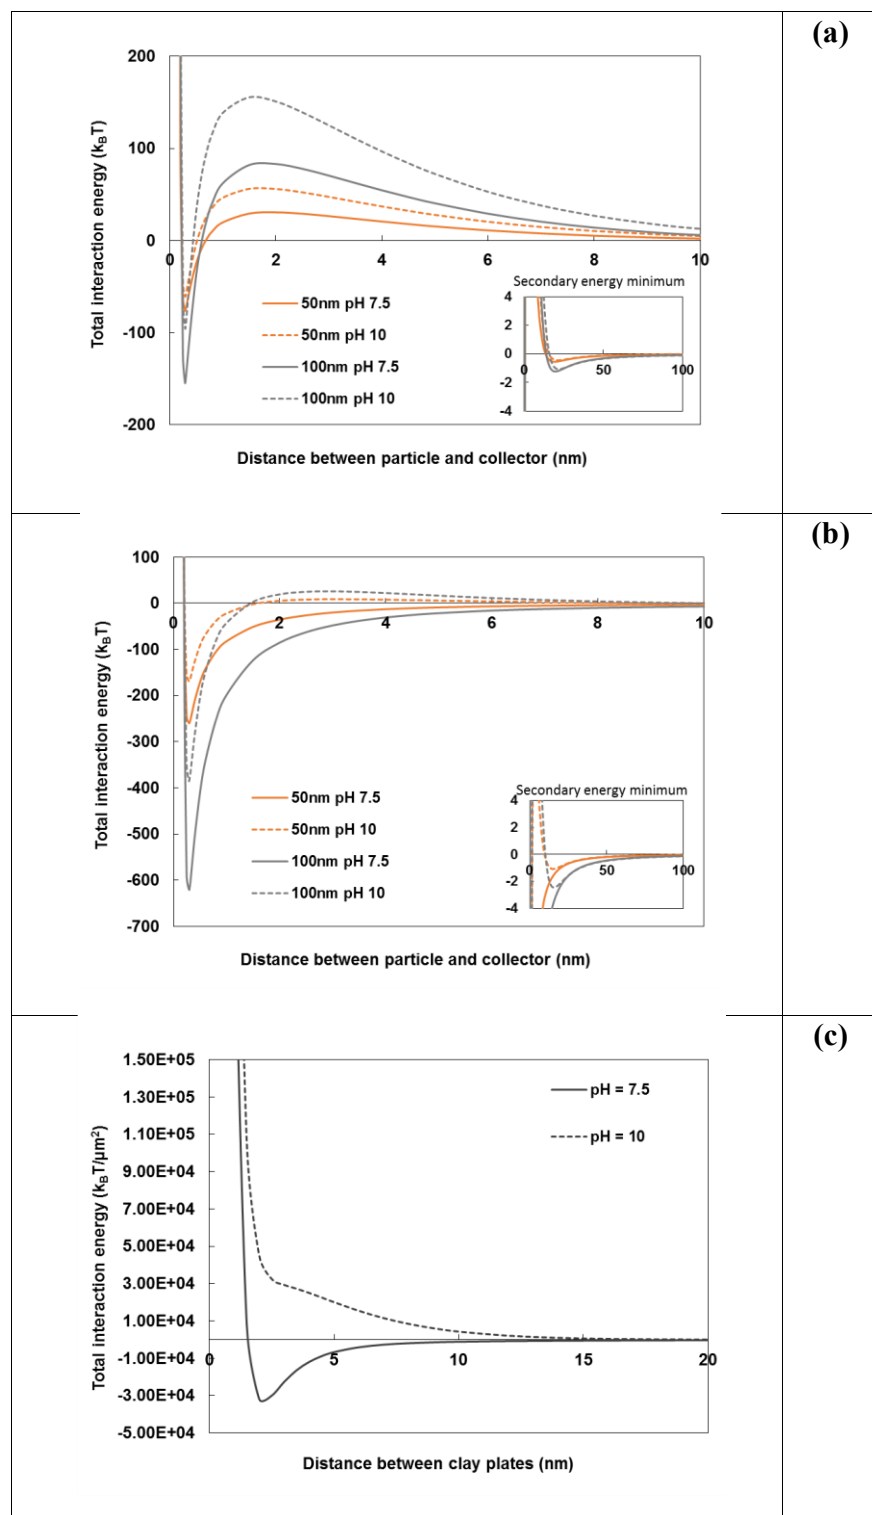 (a)
200
100
0
-100
-200
0
2
4
6
8
10
Total interaction energy (kBT)
50nm pH 7.5
50nm pH 10
100nm pH 7.5
100nm pH 10
Secondary energy minimum
4
2
0
-2
-4
0
50
100
Distance between particle and collector (nm)
(b)
100
0
-100
-200
-300
-400
-500
-600
-700
0
2
4
6
8
10
Total interaction energy (kBT)
50nm pH 7.5
50nm pH 10
100nm pH 7.5
100nm pH 10
Secondary energy minimum
4
2
0
-2
-4
0
50
100
Distance between particle and collector (nm)
(c)
1.50E+05
1.30E+05
1.10E+05
9.00E+04
7.00E+04
5.00E+04
3.00E+04
1.00E+04
-1.00E+04
-3.00E+04
-5.00E+04
0
5
10
15
20
Total interaction energy (kBT/µm²)
pH = 7.5
pH = 10
Distance between clay plates (nm)